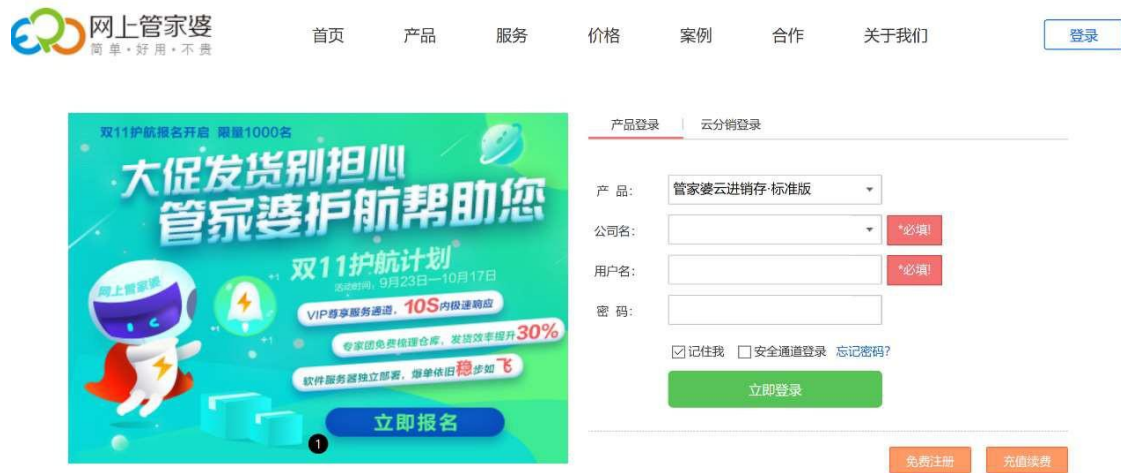 网上管家婆
简单·好用·不贵
首页 产品 服务 价格 案例 合作 关于我们 登录
双11护航报名开启 限量1000名
大促发货别担心
管家婆护航帮助您
双11护航计划
活动时间：9月23日—10月17日
VIP尊享服务通道，10S内极速响应
专家团免费梳理仓库，发货效率提升30%
软件服务器独立部署，爆单依旧稳步如飞
网上管家婆
+1
+1
+1
立即报名
1
产品登录 | 云分销登录
产 品： 管家婆云进销存·标准版
公司名： *必填!
用户名： *必填!
密 码：
记住我 安全通道登录 忘记密码?
立即登录
免费注册 充值续费